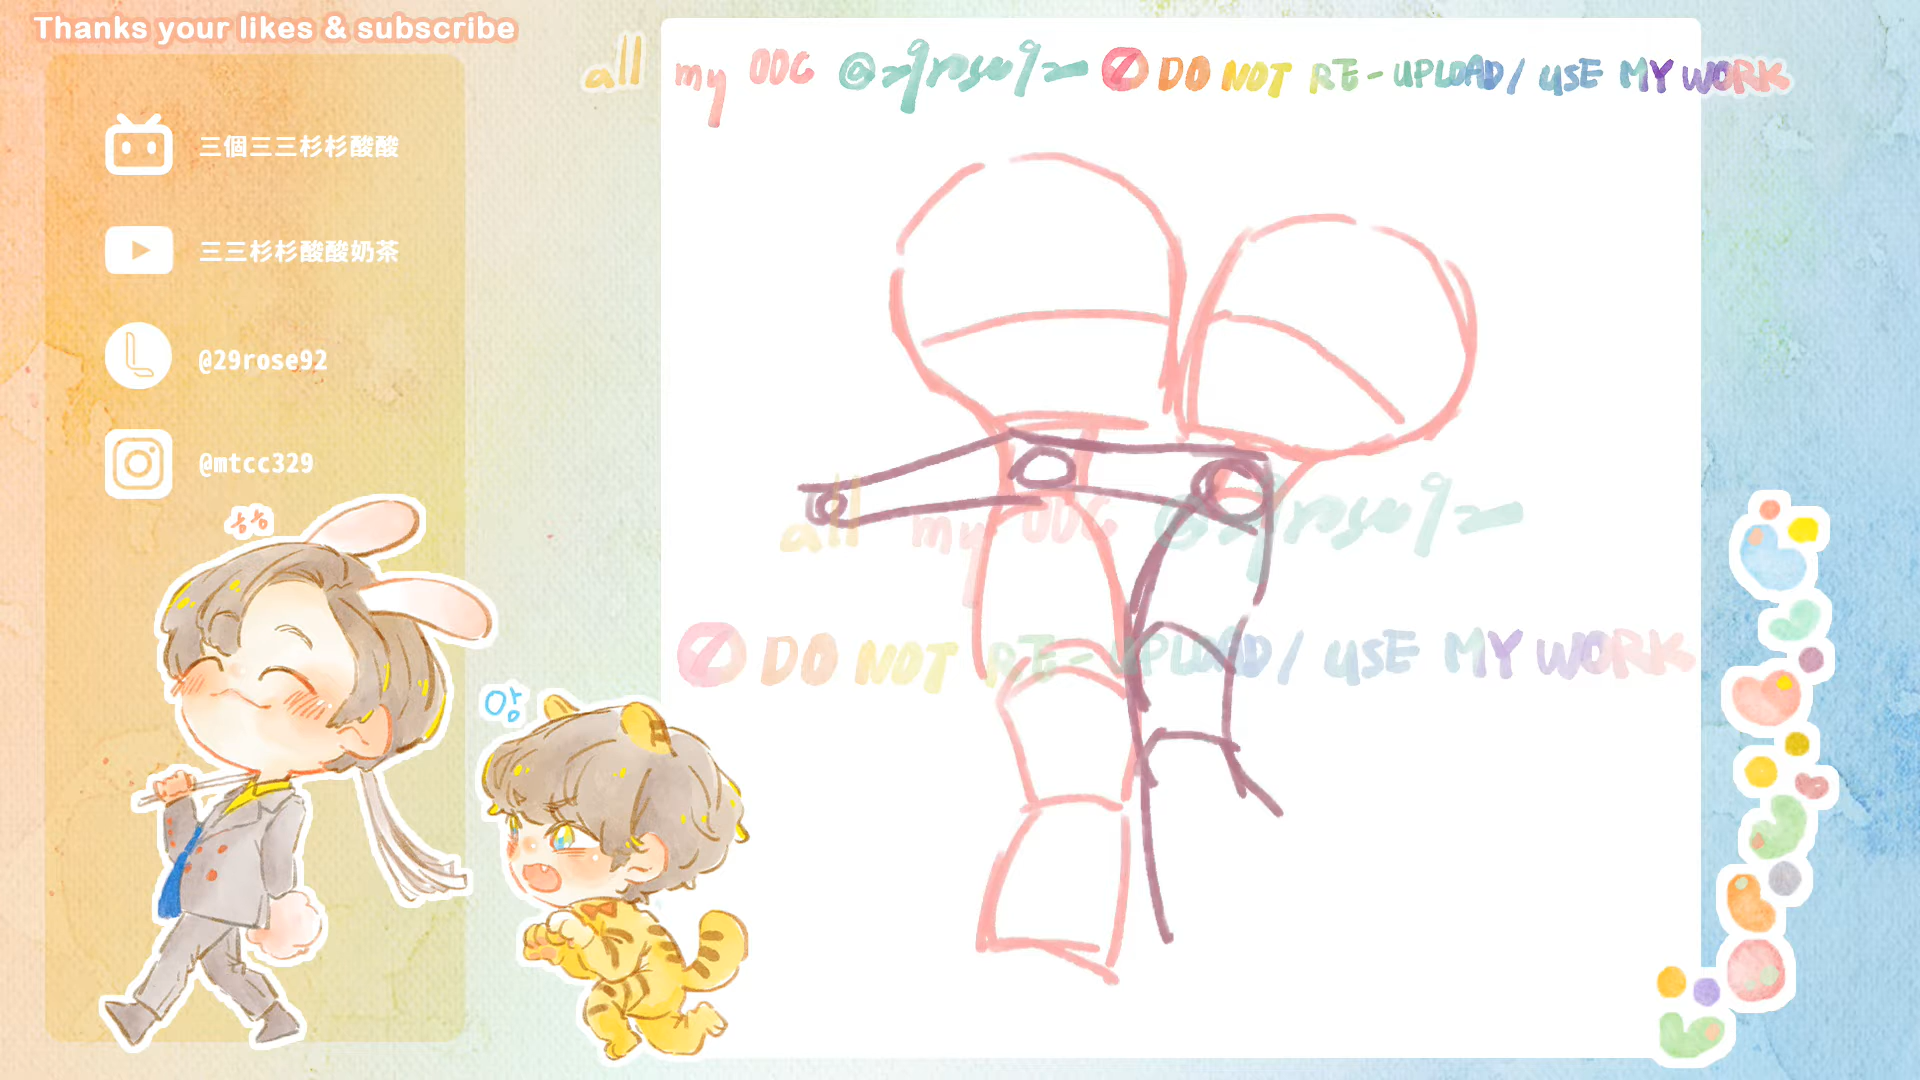 Thanks your likes & subscribe
all my OOC @29rose92 DO NOT RE-UPLOAD/ USE MY WORK
三個三三杉杉酸酸
三三杉杉酸酸奶茶
@29rose92
@mtcc329
all my OOC @29rose92
DO NOT RE-UPLOAD/ USE MY WORK
앙